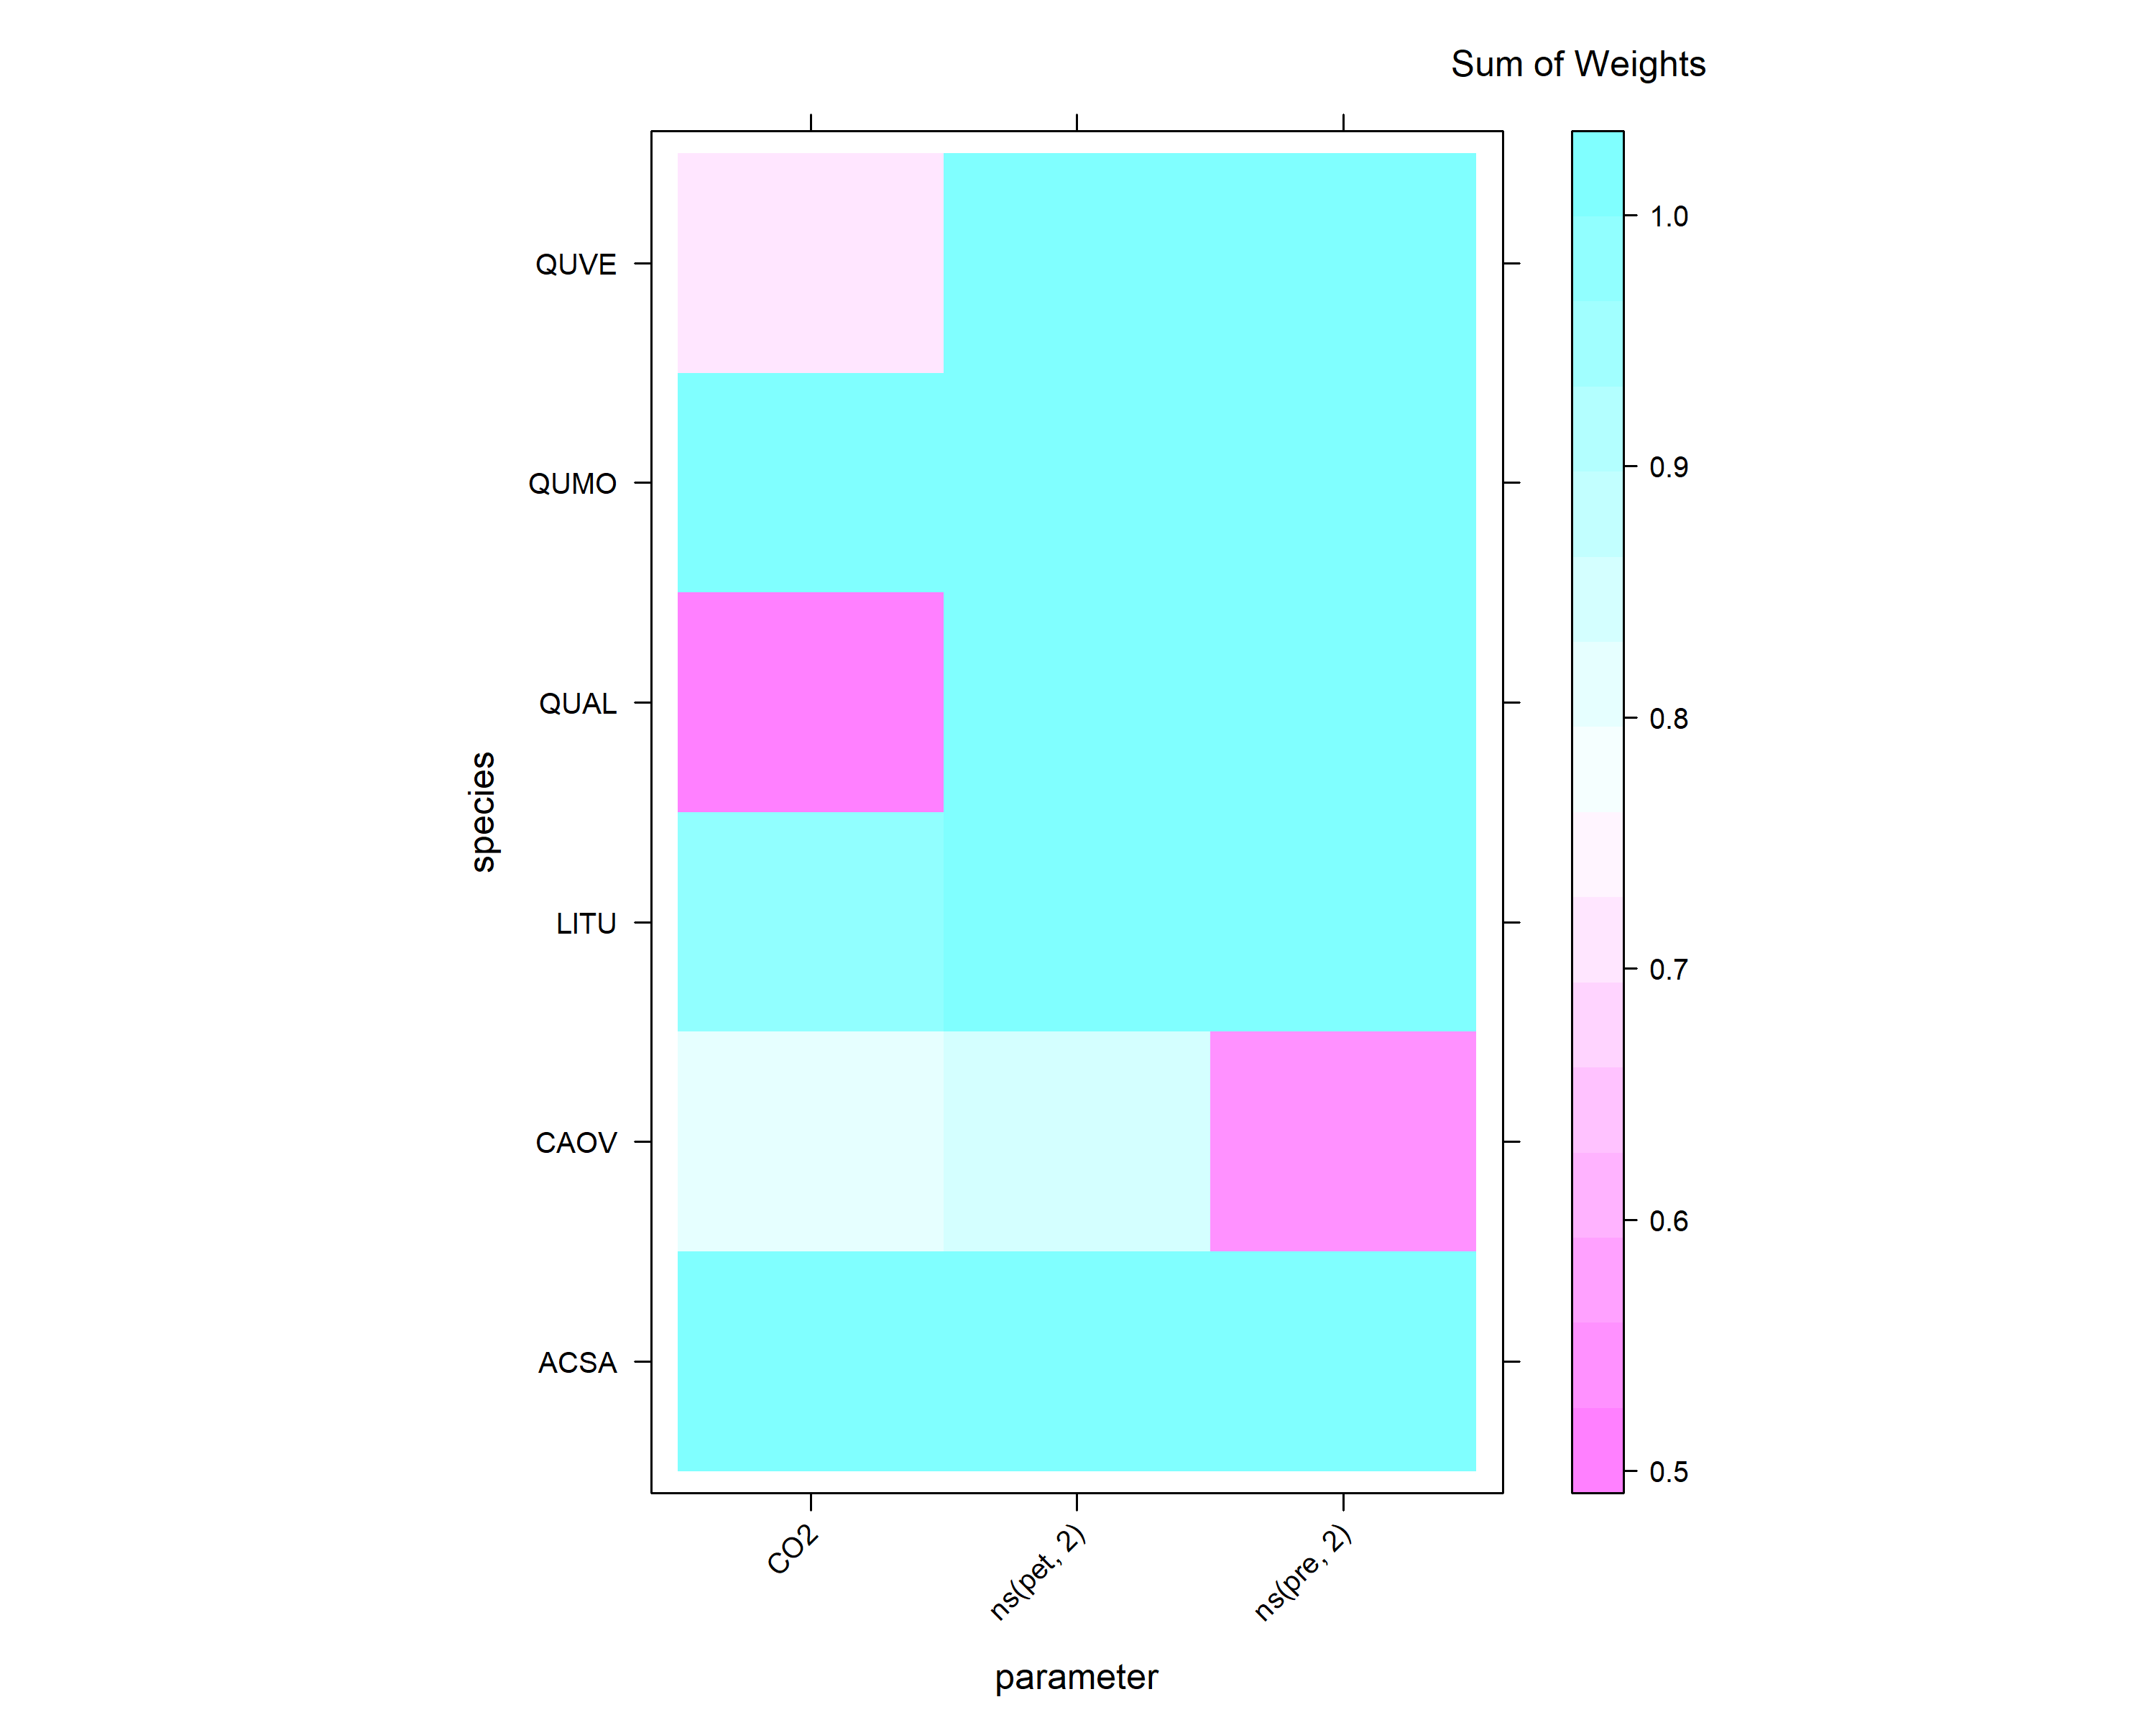 Sum of Weights
QUVE
QUMO
QUAL
LITU
CAOV
ACSA
species
CO2
ns(pet, 2)
ns(pre, 2)
parameter
1.0
0.9
0.8
0.7
0.6
0.5